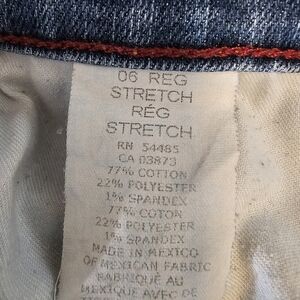 06 REG
STRETCH
RÉG
STRETCH
RN 54485
CA 03873
77% COTTON
22% POLYESTER
1% SPANDEX
77% COTON
22% POLYESTER
1% SPANDEX
MADE IN MEXICO
OF MEXICAN FABRIC
FABRIQUÉ AU
MEXIQUE AVEC DE